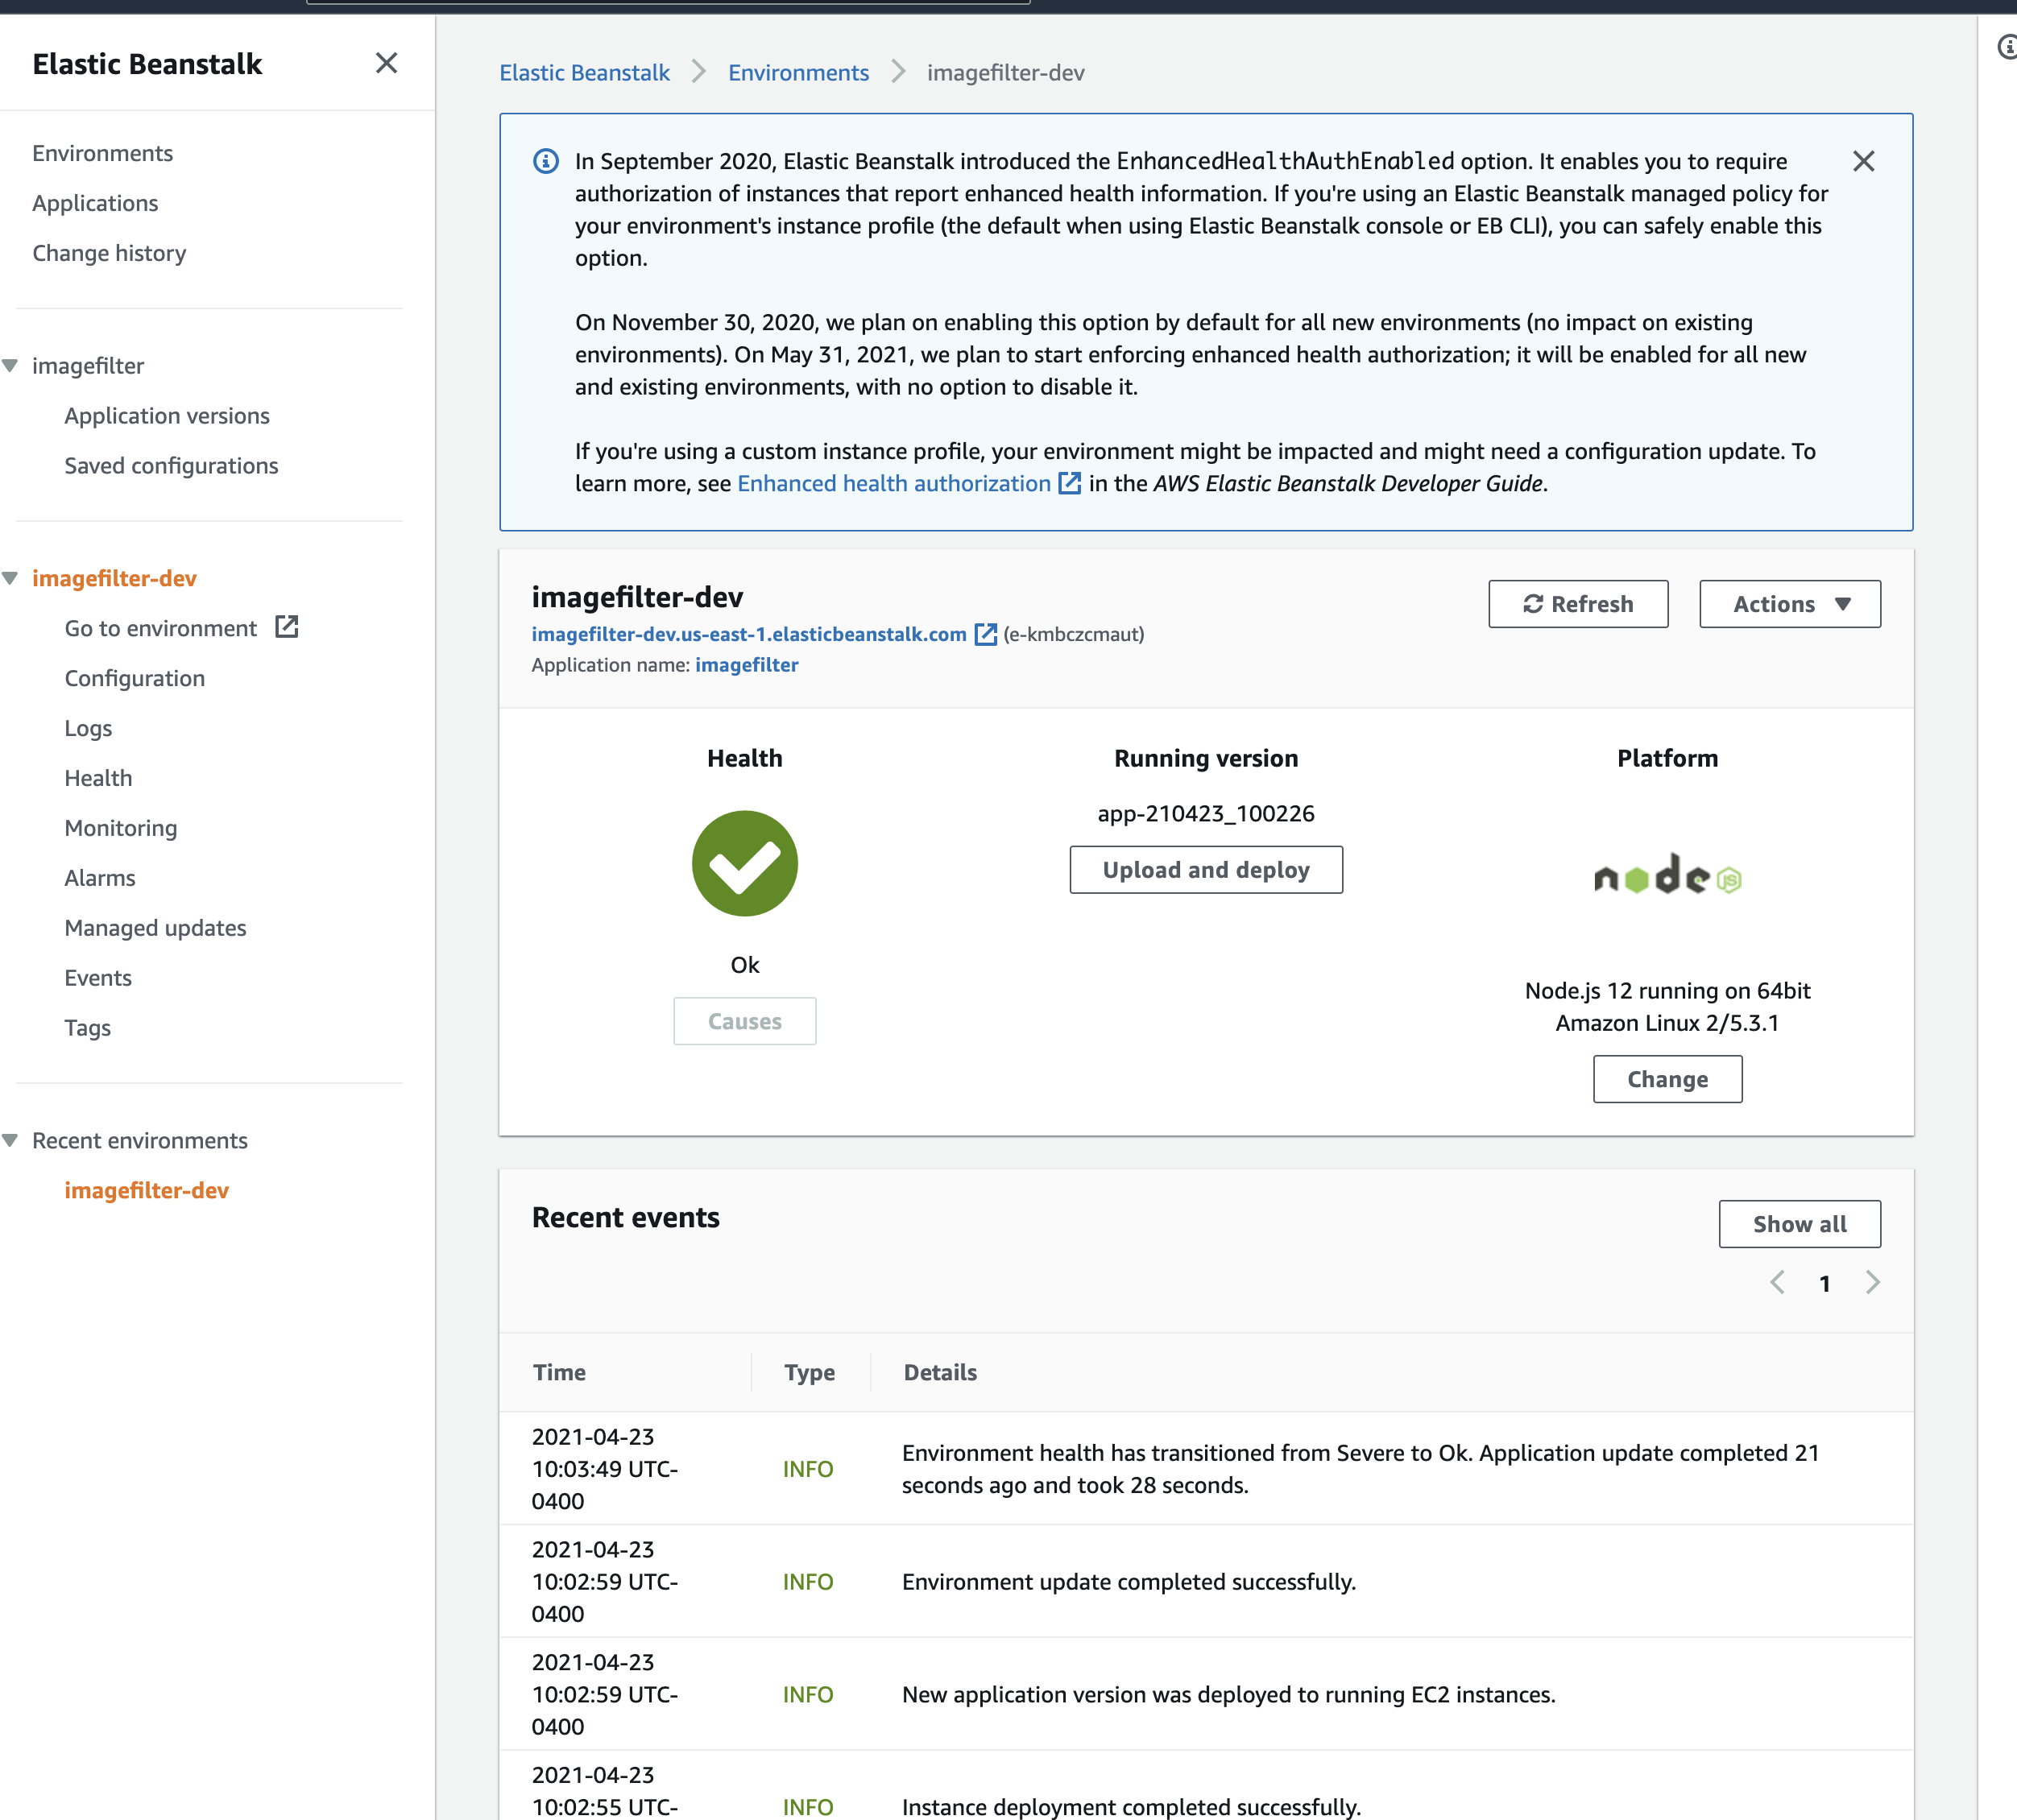 Elastic Beanstalk
Environments
Applications
Change history
imagefilter
Application versions
Saved configurations
imagefilter-dev
Go to environment
Configuration
Logs
Health
Monitoring
Alarms
Managed updates
Events
Tags
Recent environments
imagefilter-dev
Elastic Beanstalk > Environments > imagefilter-dev
In September 2020, Elastic Beanstalk introduced the EnhancedHealthAuthEnabled option. It enables you to require
authorization of instances that report enhanced health information. If you're using an Elastic Beanstalk managed policy for
your environment's instance profile (the default when using Elastic Beanstalk console or EB CLI), you can safely enable this
option.
On November 30, 2020, we plan on enabling this option by default for all new environments (no impact on existing
environments). On May 31, 2021, we plan to start enforcing enhanced health authorization; it will be enabled for all new
and existing environments, with no option to disable it.
If you're using a custom instance profile, your environment might be impacted and might need a configuration update. To
learn more, see Enhanced health authorization in the AWS Elastic Beanstalk Developer Guide.
imagefilter-dev
Refresh
Actions
imagefilter-dev.us-east-1.elasticbeanstalk.com (e-kmbczcmaut)
Application name: imagefilter
Health
Ok
Causes
Running version
app-210423_100226
Upload and deploy
Platform
node JS
Node.js 12 running on 64bit
Amazon Linux 2/5.3.1
Change
Recent events
Show all
1
Time Type Details
2021-04-23
10:03:49 UTC-
0400
INFO
Environment health has transitioned from Severe to Ok. Application update completed 21
seconds ago and took 28 seconds.
2021-04-23
10:02:59 UTC-
0400
INFO
Environment update completed successfully.
2021-04-23
10:02:59 UTC-
0400
INFO
New application version was deployed to running EC2 instances.
2021-04-23
10:02:55 UTC-
INFO
Instance deployment completed successfully.